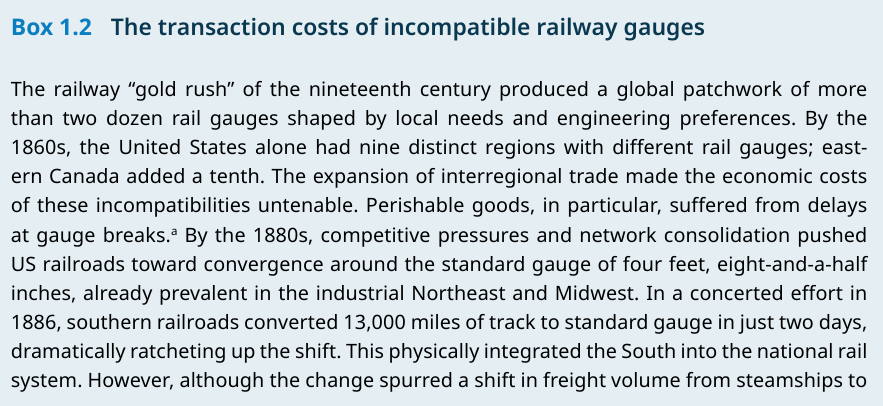 Box 1.2 The transaction costs of incompatible railway gauges
The railway “gold rush” of the nineteenth century produced a global patchwork of more
than two dozen rail gauges shaped by local needs and engineering preferences. By the
1860s, the United States alone had nine distinct regions with different rail gauges; east-
ern Canada added a tenth. The expansion of interregional trade made the economic costs
of these incompatibilities untenable. Perishable goods, in particular, suffered from delays
at gauge breaks.ᵃ By the 1880s, competitive pressures and network consolidation pushed
US railroads toward convergence around the standard gauge of four feet, eight-and-a-half
inches, already prevalent in the industrial Northeast and Midwest. In a concerted effort in
1886, southern railroads converted 13,000 miles of track to standard gauge in just two days,
dramatically ratcheting up the shift. This physically integrated the South into the national rail
system. However, although the change spurred a shift in freight volume from steamships to